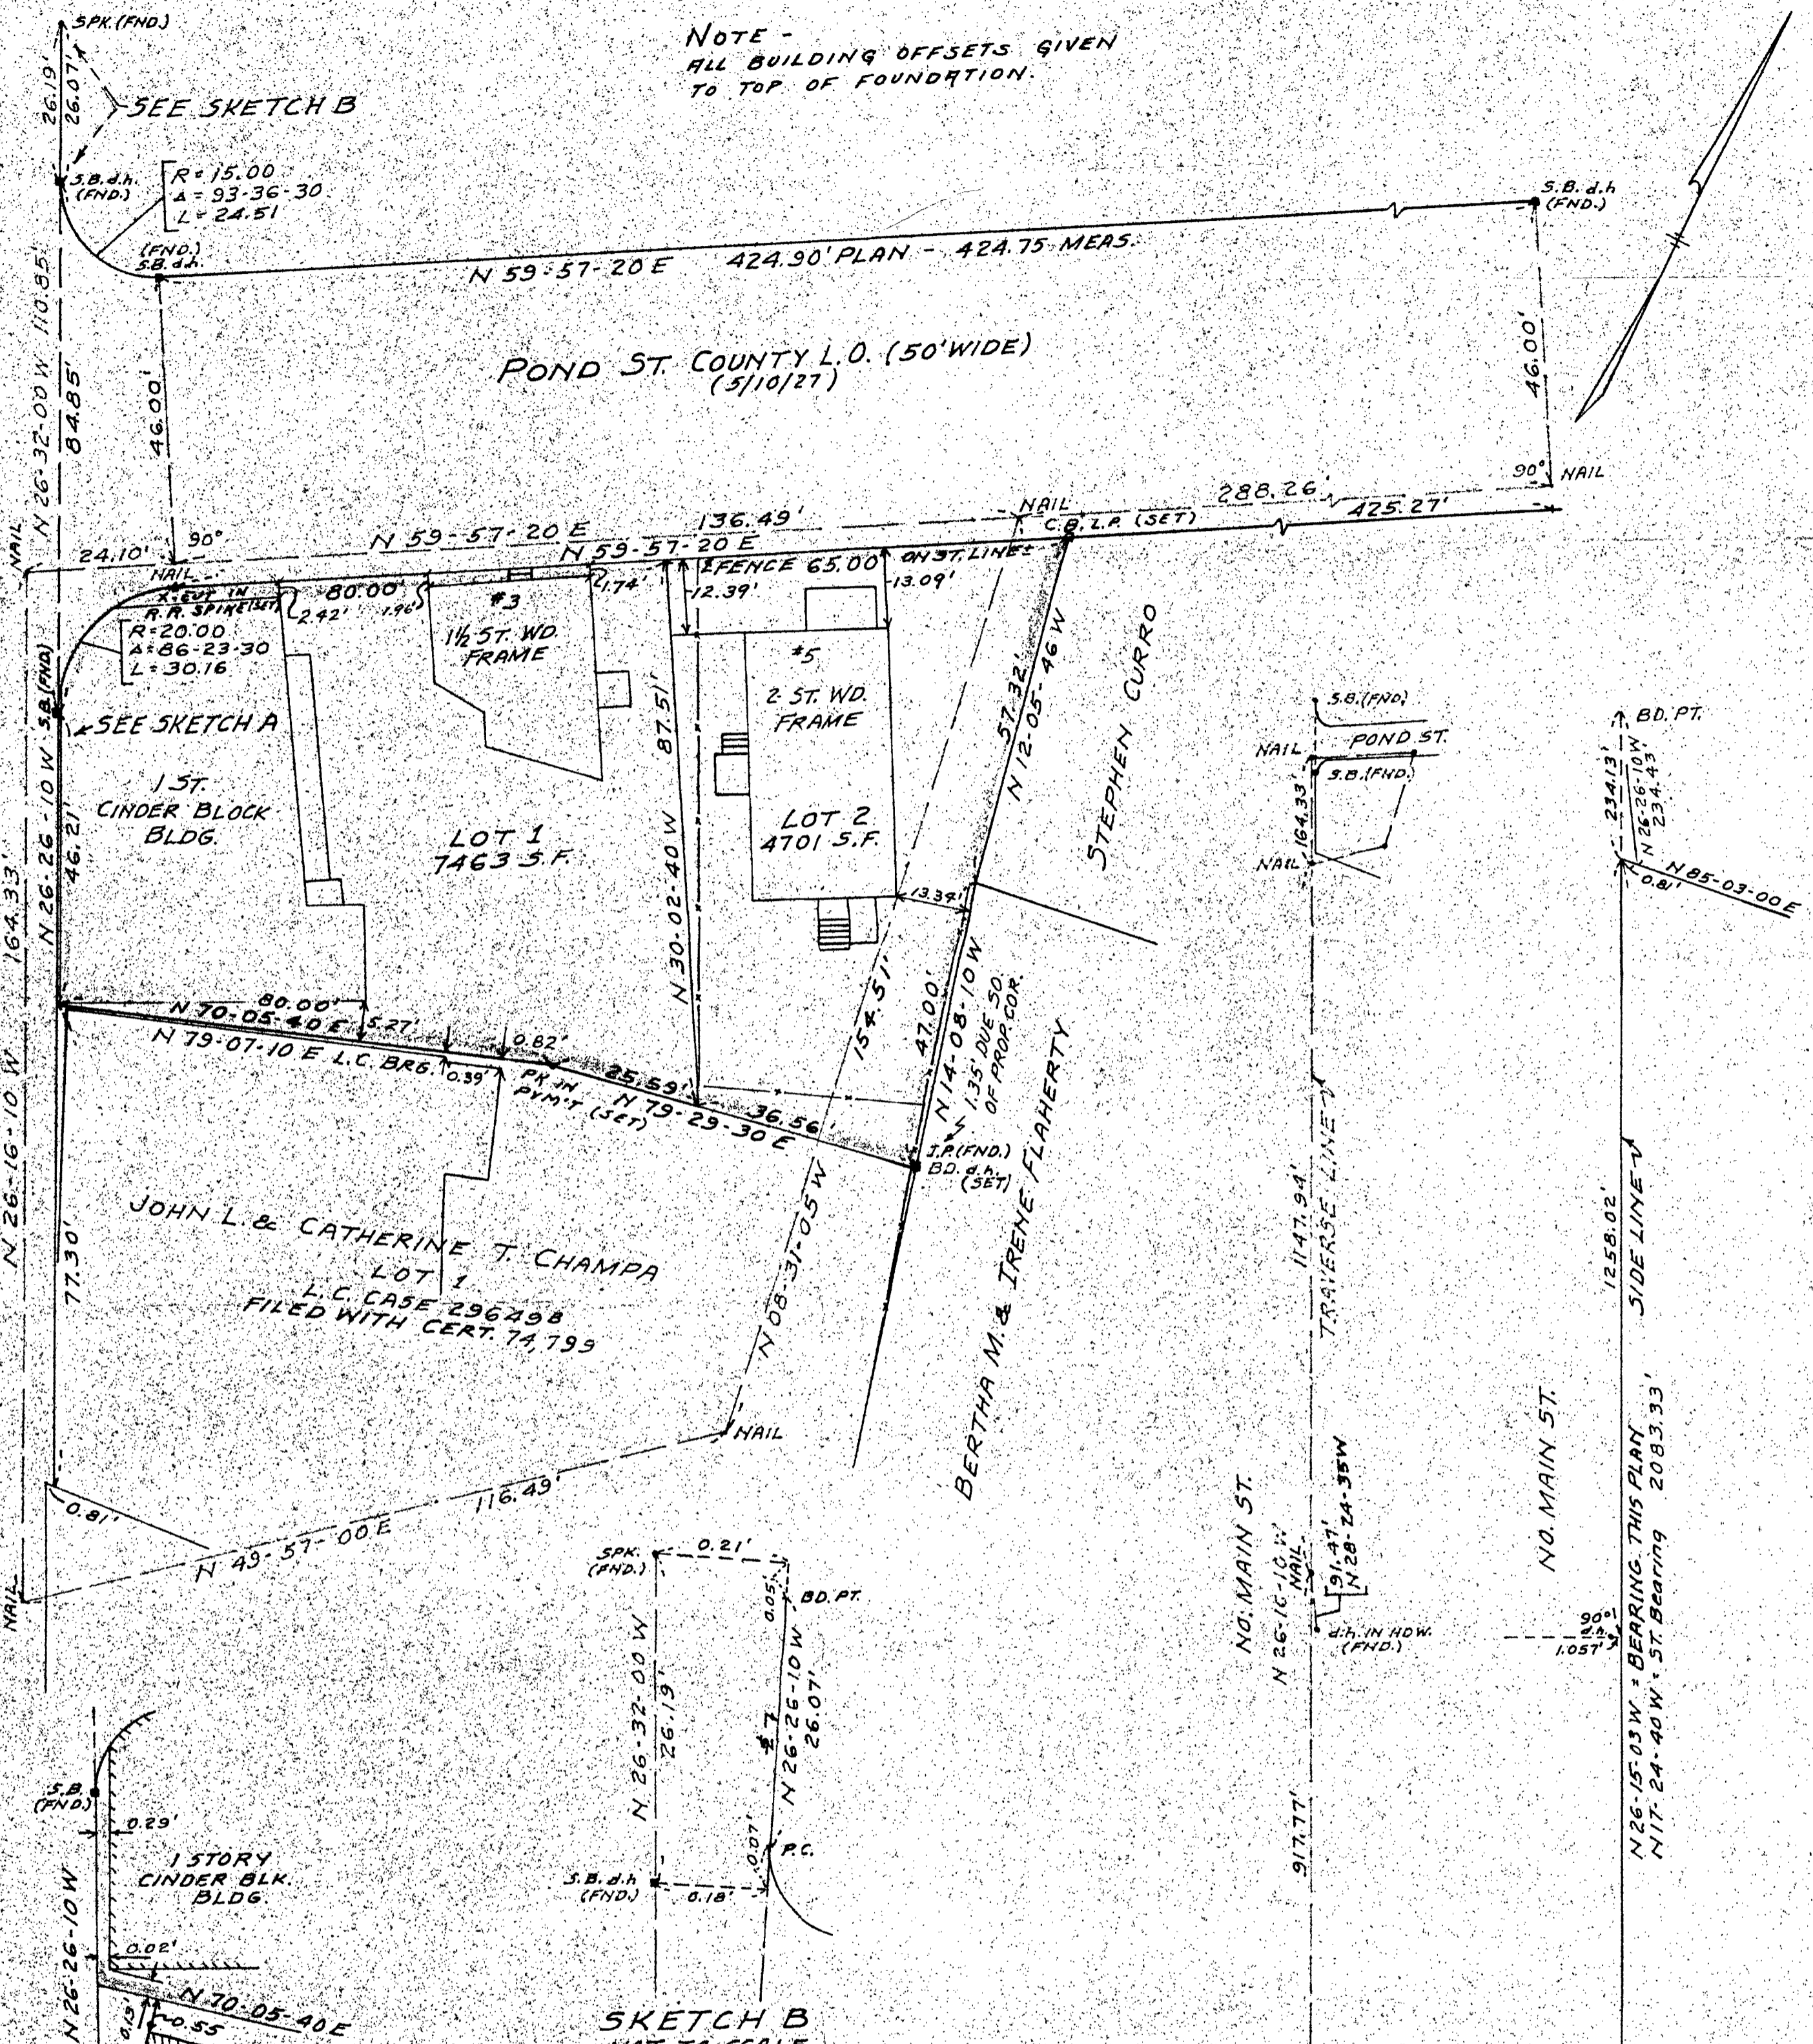 SPK. (FND.)
NOTE -
ALL BUILDING OFFSETS GIVEN
TO TOP OF FOUNDATION.
26.19'
26.07'
SEE SKETCH B
S.B. d.h.
(FND.)
R = 15.00
Δ = 93-36-30
L = 24.51
(FND.)
S.B. d.h.
S.B. d.h
(FND.)
N 59-57-20 E 424.90' PLAN - 424.75 MEAS.
N 26-32-00 W 110.85'
84.85'
46.00'
POND ST. COUNTY L.O. (50' WIDE)
(5/10/27)
46.00'
90°
NAIL
288.26'
425.27'
NAIL
C.B. L.P. (SET)
136.49'
N 59-57-20 E
N 59-57-20 E
24.10'
90°
NAIL
NAIL
FENCE 65.00 ON ST. LINE±
80.00'
X-CUT IN
R.R. SPIKE (SET)
2.42'
1.96'
1.74'
12.39'
13.09'
R = 20.00
Δ = 86-23-30
L = 30.16
#3
1½ ST. WD.
FRAME
#5
2 ST. WD.
FRAME
S.B. (FND)
SEE SKETCH A
1 ST.
CINDER BLOCK
BLDG.
LOT 1
7463 S.F.
LOT 2
4701 S.F.
N 26-26-10 W
46.21'
N 26-16-10 W 164.33'
N 30-02-40 W 87.51'
57.32'
N 12-05-46 W
STEPHEN CURRO
13.34'
47.00'
N 14-08-10 W
1.35' DUE SO.
OF PROP. COR.
80.00'
N 70-05-40 E
5.27'
N 79-07-10 E L.C. BRG.
0.39'
0.82'
PK IN
PVM'T (SET)
25.59'
36.56'
N 79-29-30 E
I.P. (FND.)
BD. d.h.
(SET)
154.51'
N 08-31-05 W
BERTHA M. & IRENE FLAHERTY
77.30'
JOHN L. & CATHERINE T. CHAMPA
LOT 1
L.C. CASE 29649B
FILED WITH CERT. 74,799
NAIL
0.81'
116.49'
N 49-57-00 E
NAIL
S.B. (FND)
POND ST.
NAIL
S.B. (FND.)
164.33'
NAIL
1147.94'
TRAVERSE LINE
NO. MAIN ST.
N 26-16-10 W
NAIL
91.47'
N 28-24-35 W
d.h. IN HDW.
(FND.)
917.77'
BD. PT.
234.13'
N 26-26-10 W
234.43'
N 85-03-00 E
0.81'
1258.02'
SIDE LINE
NO. MAIN ST.
90°
d.h.
1.057'
N 26-15-03 W = BEARING THIS PLAN
N 17-24-40 W = ST. Bearing 2083.33'
SPK.
(FND.)
0.21'
0.05'
BD. PT.
N 26-32-00 W
26.19'
N 26-26-10 W
26.07'
0.07'
P.C.
S.B. d.h
(FND.)
0.18'
SKETCH B
NOT TO SCALE
S.B.
(FND.)
0.29'
1 STORY
CINDER BLK.
BLDG.
N 26-26-10 W
0.02'
N 70-05-40 E
0.13'
0.55